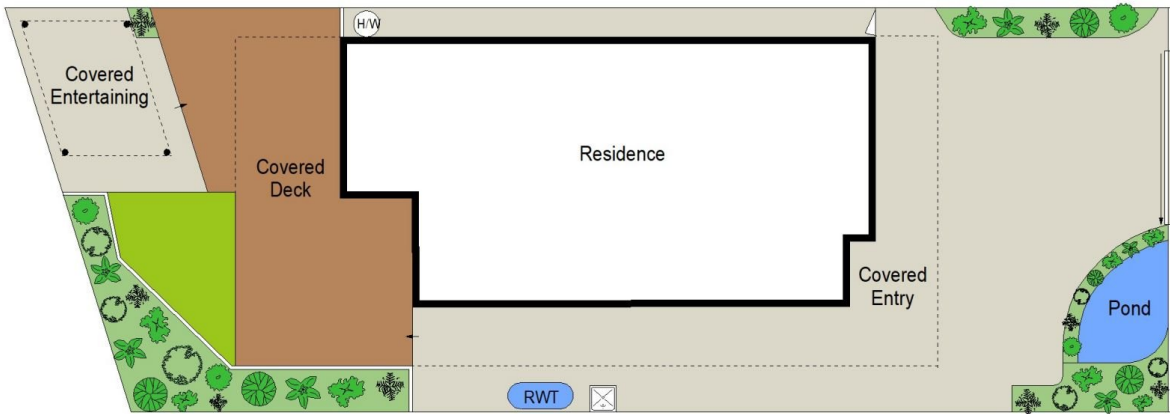 H/W
Covered
Entertaining
Residence
Covered
Deck
Covered
Entry
Pond
RWT